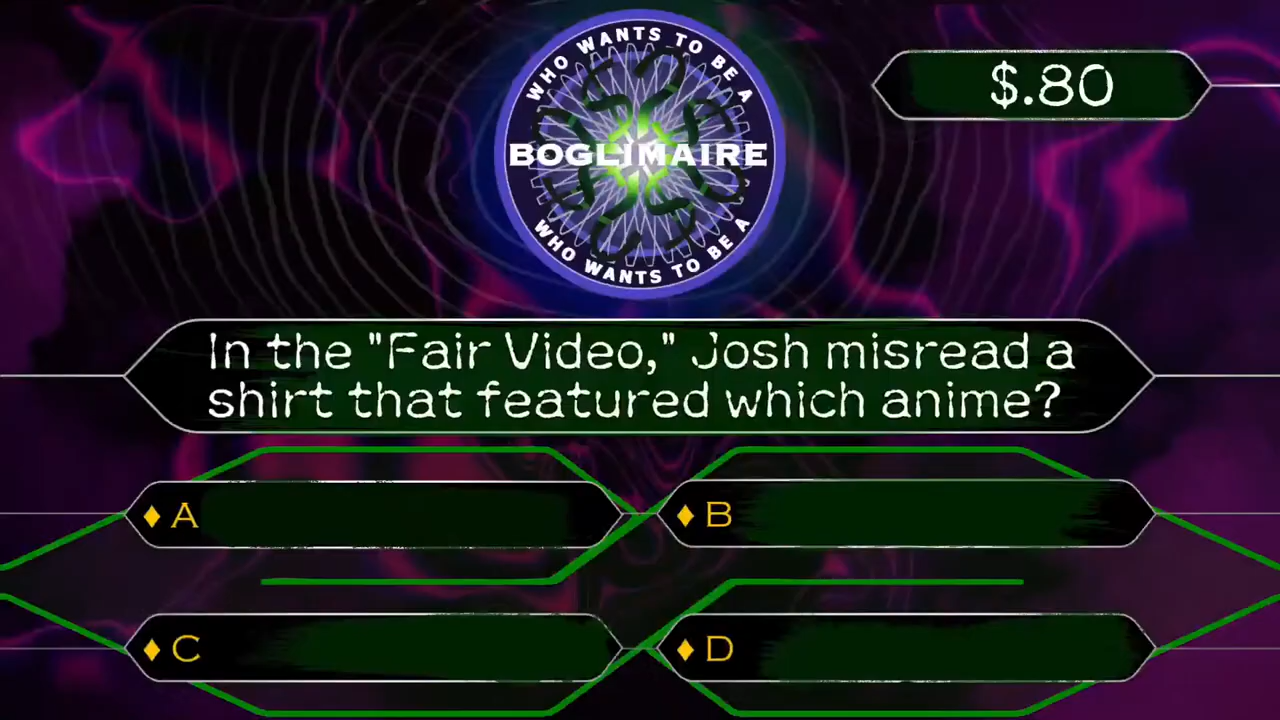 WHO WANTS TO BE A
BOGLIMAIRE
WHO WANTS TO BE A
$.80
In the "Fair Video," Josh misread a
shirt that featured which anime?
A
B
C
D